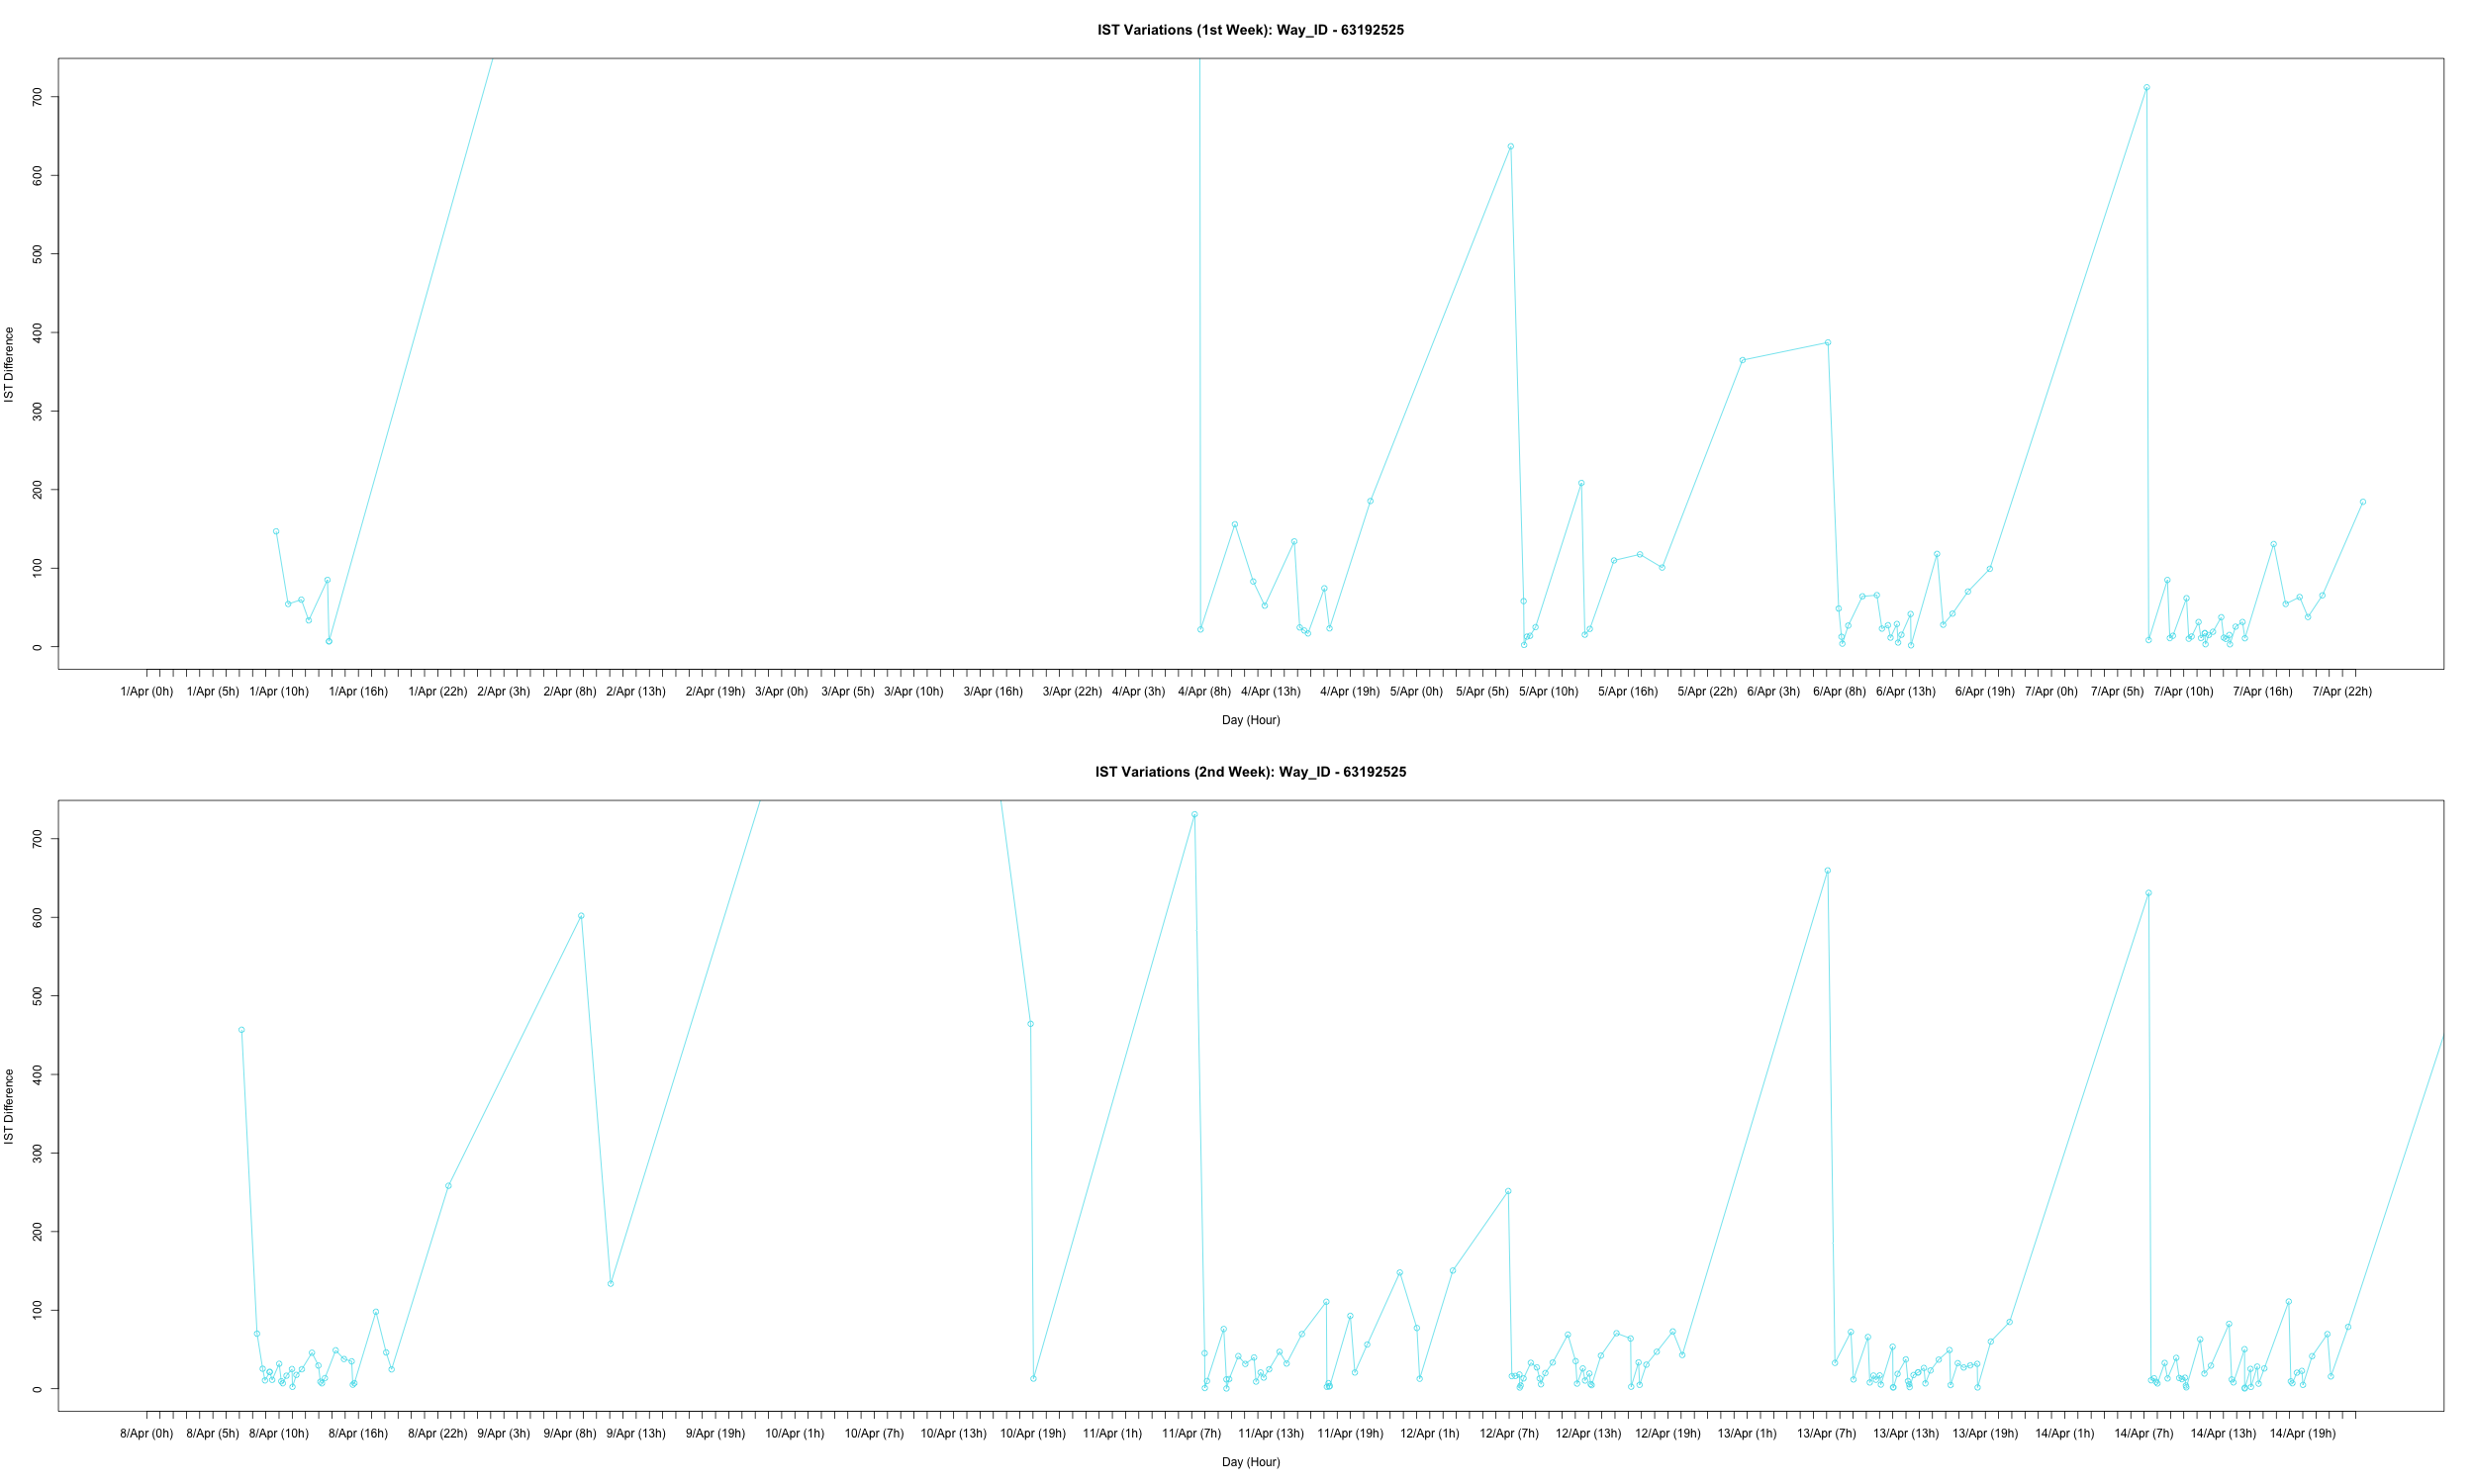 IST Variations (1st Week): Way_ID - 63192525
IST Difference
700
600
500
400
300
200
100
0
1/Apr (0h) 1/Apr (5h) 1/Apr (10h) 1/Apr (16h) 1/Apr (22h) 2/Apr (3h) 2/Apr (8h) 2/Apr (13h) 2/Apr (19h) 3/Apr (0h) 3/Apr (5h) 3/Apr (10h) 3/Apr (16h) 3/Apr (22h) 4/Apr (3h) 4/Apr (8h) 4/Apr (13h) 4/Apr (19h) 5/Apr (0h) 5/Apr (5h) 5/Apr (10h) 5/Apr (16h) 5/Apr (22h) 6/Apr (3h) 6/Apr (8h) 6/Apr (13h) 6/Apr (19h) 7/Apr (0h) 7/Apr (5h) 7/Apr (10h) 7/Apr (16h) 7/Apr (22h)
Day (Hour)
IST Variations (2nd Week): Way_ID - 63192525
IST Difference
700
600
500
400
300
200
100
0
8/Apr (0h) 8/Apr (5h) 8/Apr (10h) 8/Apr (16h) 8/Apr (22h) 9/Apr (3h) 9/Apr (8h) 9/Apr (13h) 9/Apr (19h) 10/Apr (1h) 10/Apr (7h) 10/Apr (13h) 10/Apr (19h) 11/Apr (1h) 11/Apr (7h) 11/Apr (13h) 11/Apr (19h) 12/Apr (1h) 12/Apr (7h) 12/Apr (13h) 12/Apr (19h) 13/Apr (1h) 13/Apr (7h) 13/Apr (13h) 13/Apr (19h) 14/Apr (1h) 14/Apr (7h) 14/Apr (13h) 14/Apr (19h)
Day (Hour)